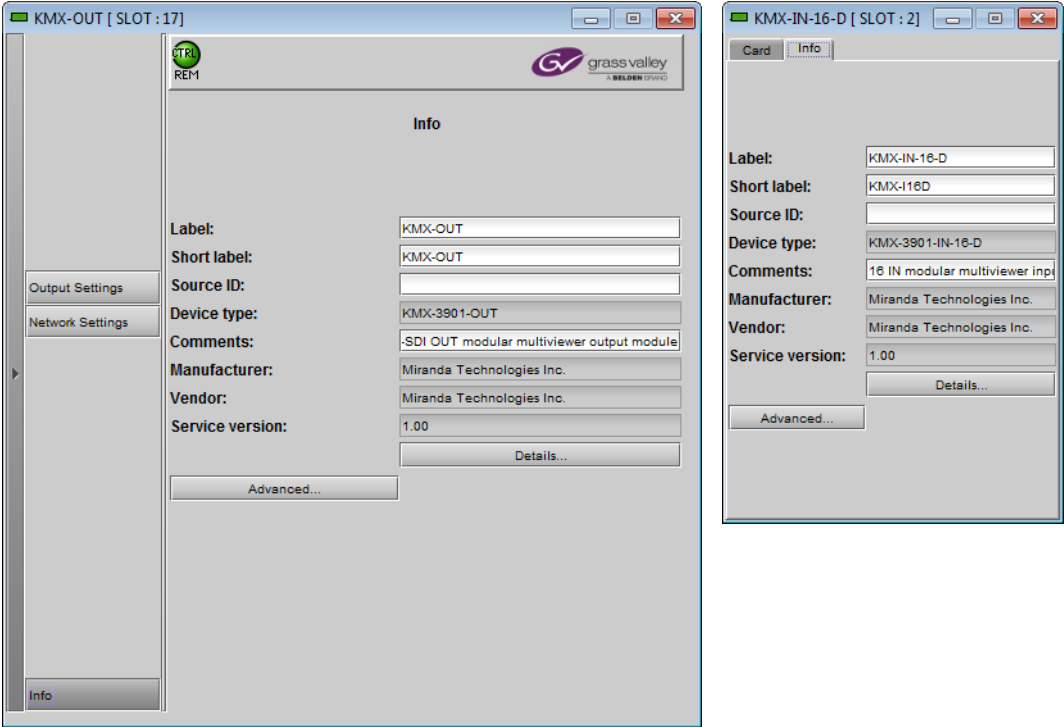 KMX-OUT [ SLOT : 17]
CTRL
REM
GV
grass valley
A BELDEN BRAND
Info
Label: KMX-OUT
Short label: KMX-OUT
Source ID:
Device type: KMX-3901-OUT
Comments: -SDI OUT modular multiviewer output module
Manufacturer: Miranda Technologies Inc.
Vendor: Miranda Technologies Inc.
Service version: 1.00
Details...
Advanced...
Output Settings
Network Settings
Info
KMX-IN-16-D [ SLOT : 2]
Card Info
Label: KMX-IN-16-D
Short label: KMX-I16D
Source ID:
Device type: KMX-3901-IN-16-D
Comments: 16 IN modular multiviewer inp
Manufacturer: Miranda Technologies Inc.
Vendor: Miranda Technologies Inc.
Service version: 1.00
Details...
Advanced...